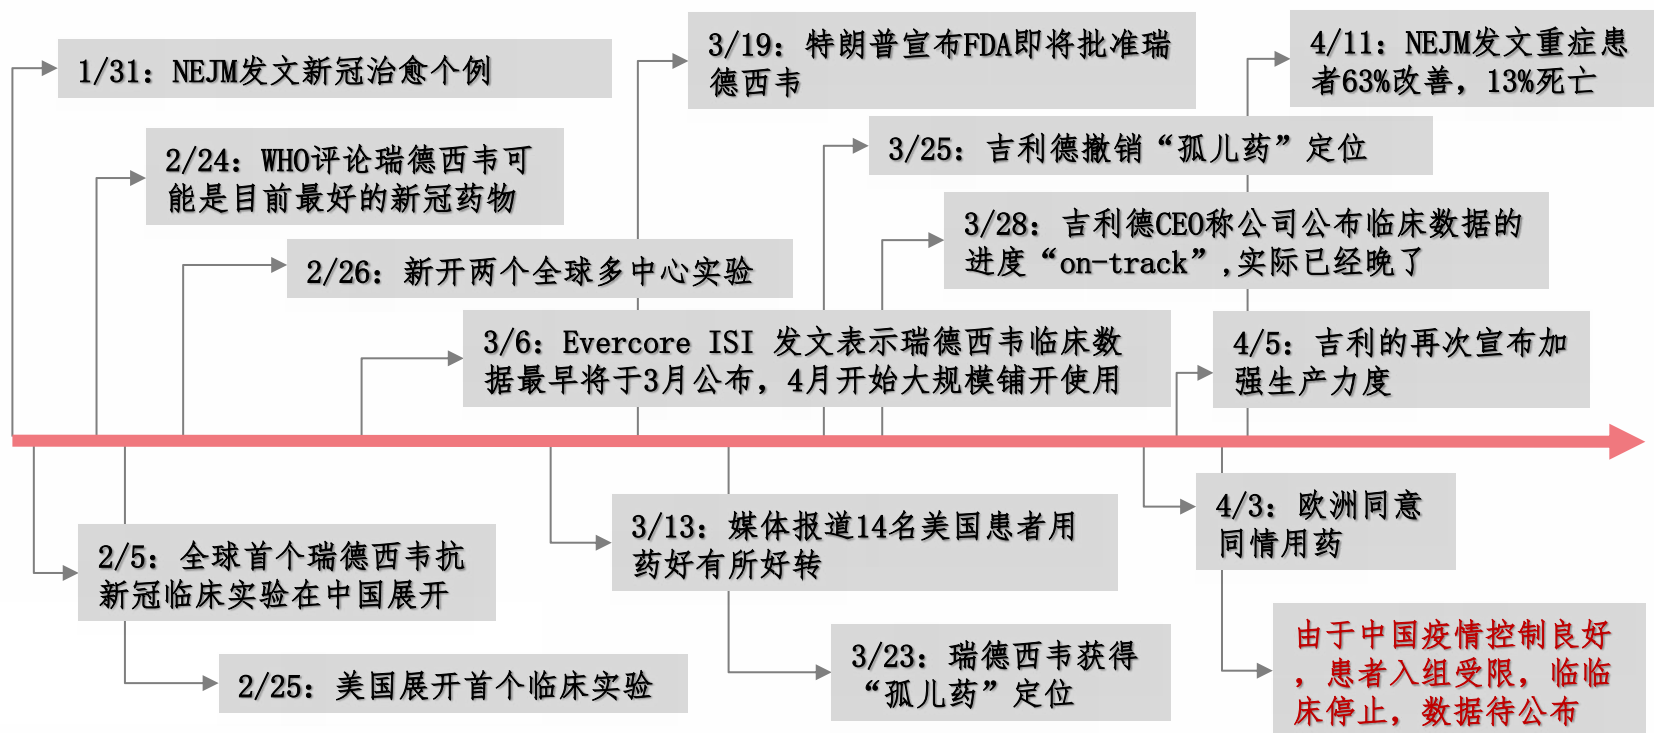 1/31：NEJM发文新冠治愈个例
2/24：WHO评论瑞德西韦可
能是目前最好的新冠药物
2/26：新开两个全球多中心实验
3/6：Evercore ISI 发文表示瑞德西韦临床数
据最早将于3月公布，4月开始大规模铺开使用
3/19：特朗普宣布FDA即将批准瑞
德西韦
3/25：吉利德撤销“孤儿药”定位
3/28：吉利德CEO称公司公布临床数据的
进度“on-track”,实际已经晚了
4/5：吉利的再次宣布加
强生产力度
4/11：NEJM发文重症患
者63%改善，13%死亡
2/5：全球首个瑞德西韦抗
新冠临床实验在中国展开
2/25：美国展开首个临床实验
3/13：媒体报道14名美国患者用
药好有所好转
3/23：瑞德西韦获得
“孤儿药”定位
4/3：欧洲同意
同情用药
由于中国疫情控制良好
，患者入组受限，临临
床停止，数据待公布